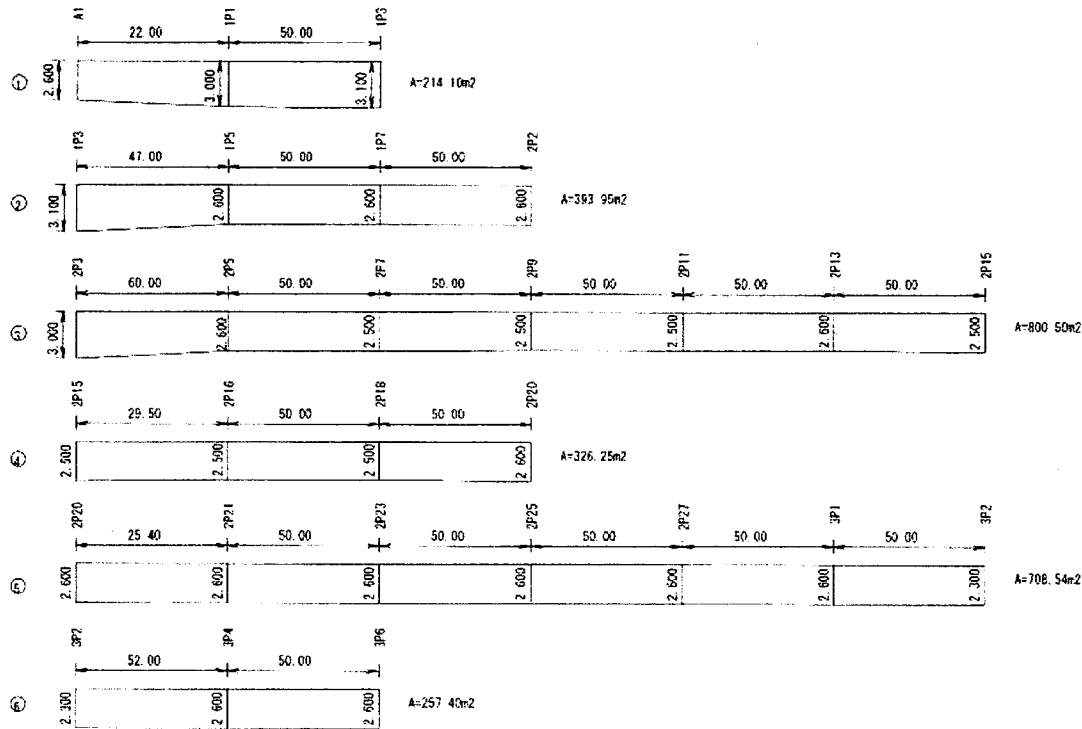 A1 1P1 1P3
22.00 50.00
① 2.600 3.000 3.100 A=214.10m2
1P3 1P5 1P7 2P2
47.00 50.00 50.00
② 3.100 2.600 2.600 2.600 A=393.95m2
2P3 2P5 2P7 2P9 2P11 2P13 2P15
60.00 50.00 50.00 50.00 50.00 50.00
③ 3.000 2.600 2.500 2.500 2.500 2.600 2.500 A=800.50m2
2P15 2P16 2P18 2P20
29.50 50.00 50.00
④ 2.500 2.500 2.500 2.600 A=326.25m2
2P20 2P21 2P23 2P25 2P27 3P1 3P2
25.40 50.00 50.00 50.00 50.00 50.00
⑤ 2.600 2.600 2.600 2.600 2.600 2.600 2.300 A=708.54m2
3P2 3P4 3P6
52.00 50.00
⑥ 2.300 2.600 2.600 A=257.40m2